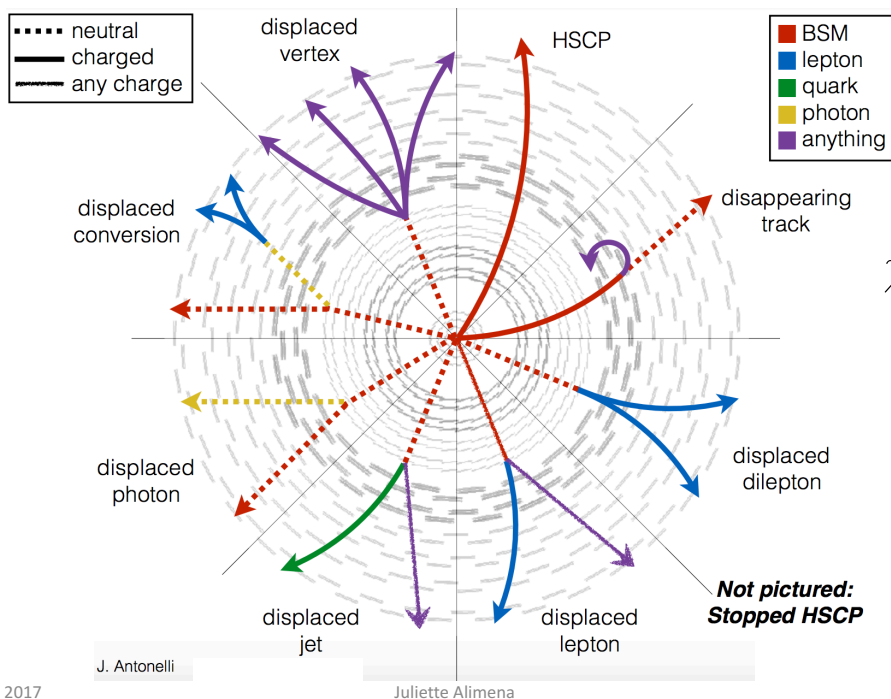 neutral
charged
any charge
displaced
vertex
HSCP
BSM
lepton
quark
photon
anything
displaced
conversion
disappearing
track
displaced
photon
displaced
dilepton
displaced
jet
displaced
lepton
Not pictured:
Stopped HSCP
J. Antonelli
2017
Juliette Alimena